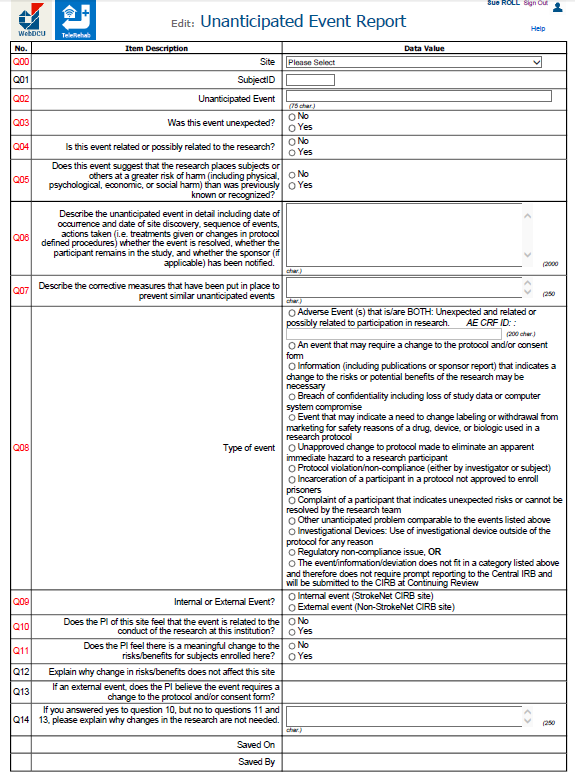 Sue ROLL Sign Out
WebDCU
TeleRehab
Edit: Unanticipated Event Report
Help
No. Item Description Data Value
Q00 Site Please Select
Q01 SubjectID
Q02 Unanticipated Event
(75 char.)
Q03 Was this event unexpected? No
Yes
Q04 Is this event related or possibly related to the research? No
Yes
Q05 Does this event suggest that the research places subjects or
others at a greater risk of harm (including physical,
psychological, economic, or social harm) than was previously
known or recognized?
No
Yes
Q06 Describe the unanticipated event in detail including date of
occurrence and date of site discovery, sequence of events,
actions taken (i.e. treatments given or changes in protocol
defined procedures) whether the event is resolved, whether the
participant remains in the study, and whether the sponsor (if
applicable) has been notified.
(2000
char.)
Q07 Describe the corrective measures that have been put in place to
prevent similar unanticipated events
(250
char.)
Q08 Type of event
Adverse Event (s) that is/are BOTH: Unexpected and related or
possibly related to participation in research. AE CRF ID: :
(200 char.)
An event that may require a change to the protocol and/or consent
form
Information (including publications or sponsor report) that indicates a
change to the risks or potential benefits of the research may be
necessary
Breach of confidentiality including loss of study data or computer
system compromise
Event that may indicate a need to change labeling or withdrawal from
marketing for safety reasons of a drug, device, or biologic used in a
research protocol
Unapproved change to protocol made to eliminate an apparent
immediate hazard to a research participant
Protocol violation/non-compliance (either by investigator or subject)
Incarceration of a participant in a protocol not approved to enroll
prisoners
Complaint of a participant that indicates unexpected risks or cannot be
resolved by the research team
Other unanticipated problem comparable to the events listed above
Investigational Devices: Use of investigational device outside of the
protocol for any reason
Regulatory non-compliance issue, OR
The event/information/deviation does not fit in a category listed above
and therefore does not require prompt reporting to the Central IRB and
will be submitted to the CIRB at Continuing Review
Q09 Internal or External Event? Internal event (StrokeNet CIRB site)
External event (Non-StrokeNet CIRB site)
Q10 Does the PI of this site feel that the event is related to the
conduct of the research at this institution?
No
Yes
Q11 Does the PI feel there is a meaningful change to the
risks/benefits for subjects enrolled here?
No
Yes
Q12 Explain why change in risks/benefits does not affect this site
Q13 If an external event, does the PI believe the event requires a
change to the protocol and/or consent form?
Q14 If you answered yes to question 10, but no to questions 11 and
13, please explain why changes in the research are not needed.
(250
char.)
Saved On
Saved By